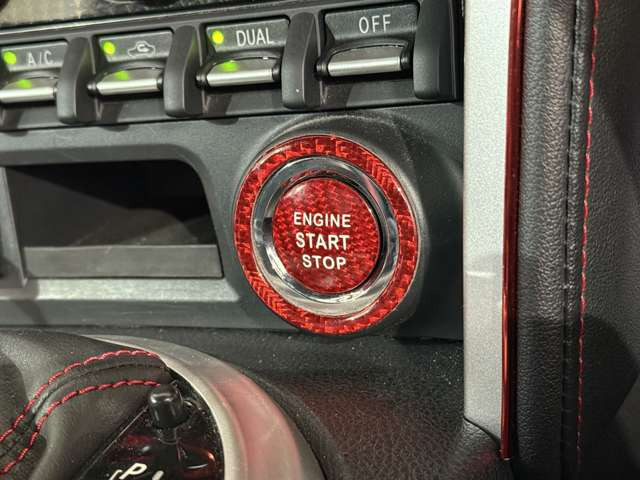 A/C
DUAL
OFF
ENGINE
START
STOP
P